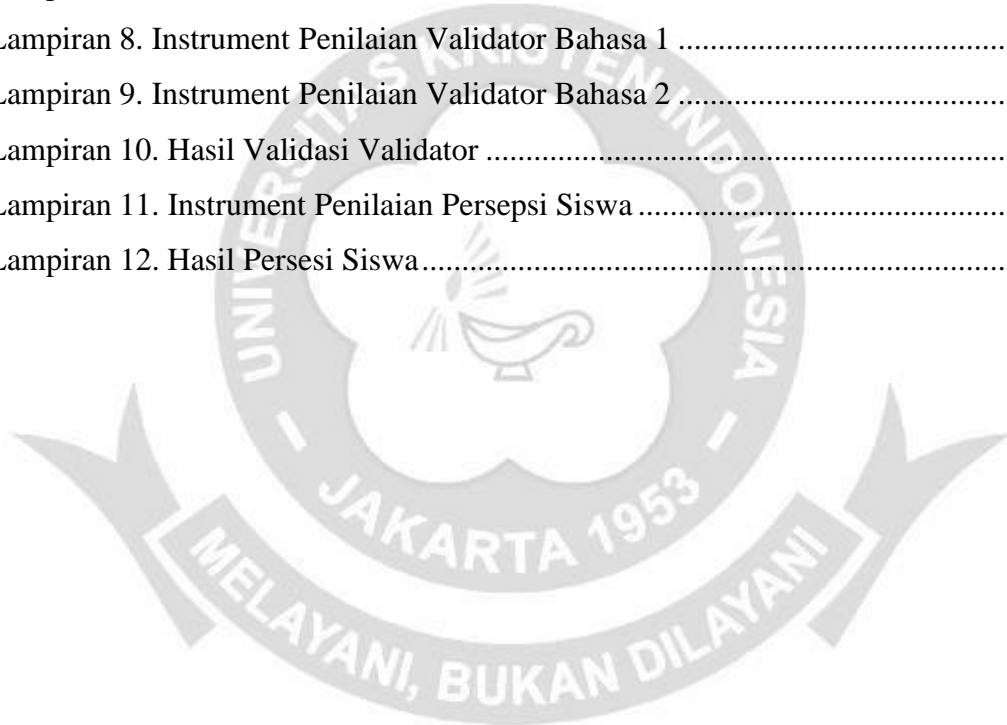 Lampiran 8. Instrument Penilaian Validator Bahasa 1 .......................................
Lampiran 9. Instrument Penilaian Validator Bahasa 2 .......................................
Lampiran 10. Hasil Validasi Validator ................................................................
Lampiran 11. Instrument Penilaian Persepsi Siswa .............................................
Lampiran 12. Hasil Persesi Siswa ........................................................................
UNIVERSITAS KRISTEN INDONESIA
- JAKARTA 1953 -
MELAYANI, BUKAN DILAYANI